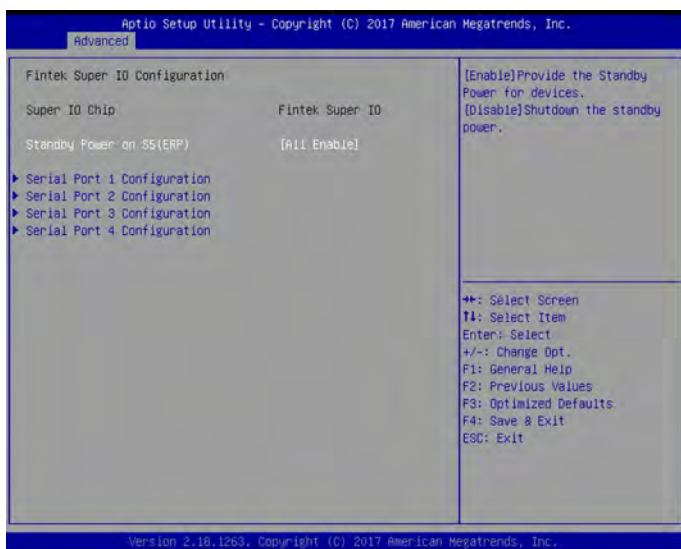 Aptio Setup Utility - Copyright (C) 2017 American Megatrends, Inc.
Advanced
Fintek Super IO Configuration
Super IO Chip Fintek Super IO
Standby Power on S5(ERP) [All Enable]
Serial Port 1 Configuration
Serial Port 2 Configuration
Serial Port 3 Configuration
Serial Port 4 Configuration
[Enable]Provide the Standby
Power for devices.
[Disable]Shutdown the standby
power.
→←: Select Screen
↑↓: Select Item
Enter: Select
+/-: Change Opt.
F1: General Help
F2: Previous Values
F3: Optimized Defaults
F4: Save & Exit
ESC: Exit
Version 2.18.1263. Copyright (C) 2017 American Megatrends, Inc.